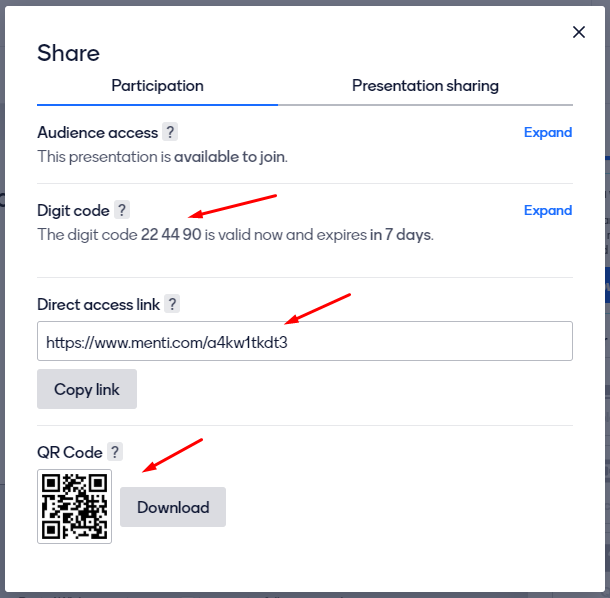 Share
Participation
Presentation sharing
Audience access ?
Expand
This presentation is available to join.
Digit code ?
Expand
The digit code 22 44 90 is valid now and expires in 7 days.
Direct access link ?
https://www.menti.com/a4kw1tkdt3
Copy link
QR Code ?
Download